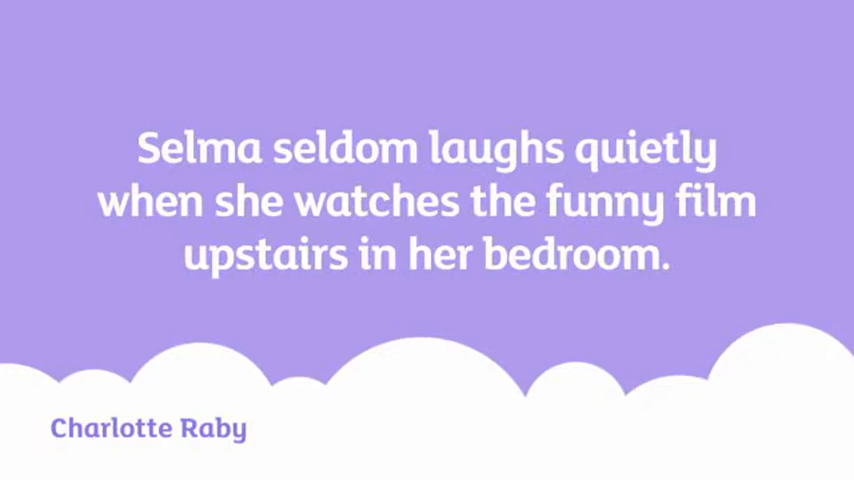 Selma seldom laughs quietly
when she watches the funny film
upstairs in her bedroom.
Charlotte Raby